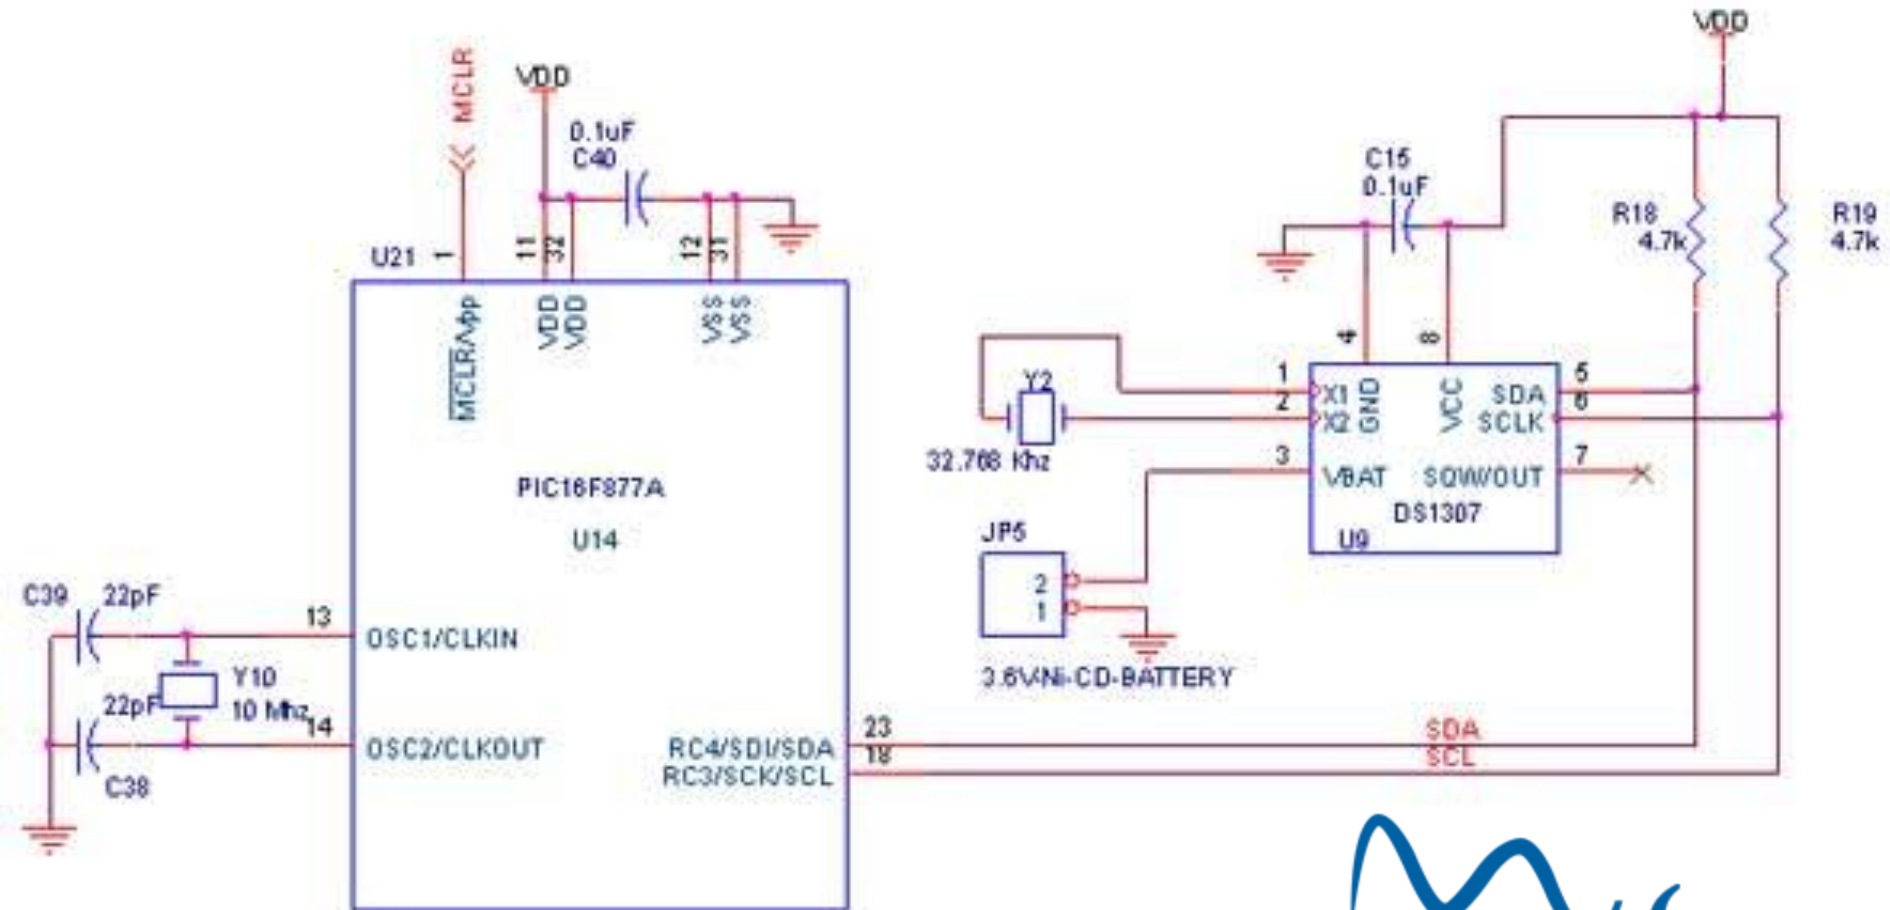 VDD
MCLR
VDD
0.1uF
C40
C15
0.1uF
R18
4.7k
R19
4.7k
U21
1
11
32
12
31
4
8
MCLR/Vpp
VDD
VDD
VSS
VSS
Y2
32.768 Khz
1
2
3
X1
X2
GND
VCC
SDA
SCLK
VBAT
SQW/OUT
DS1307
U9
5
6
7
PIC16F877A
U14
JP5
2
1
3.6V-Ni-CD-BATTERY
C39
22pF
13
OSC1/CLKIN
Y10
10 Mhz
22pF
14
OSC2/CLKOUT
C38
RC4/SDI/SDA
RC3/SCK/SCL
23
18
SDA
SCL